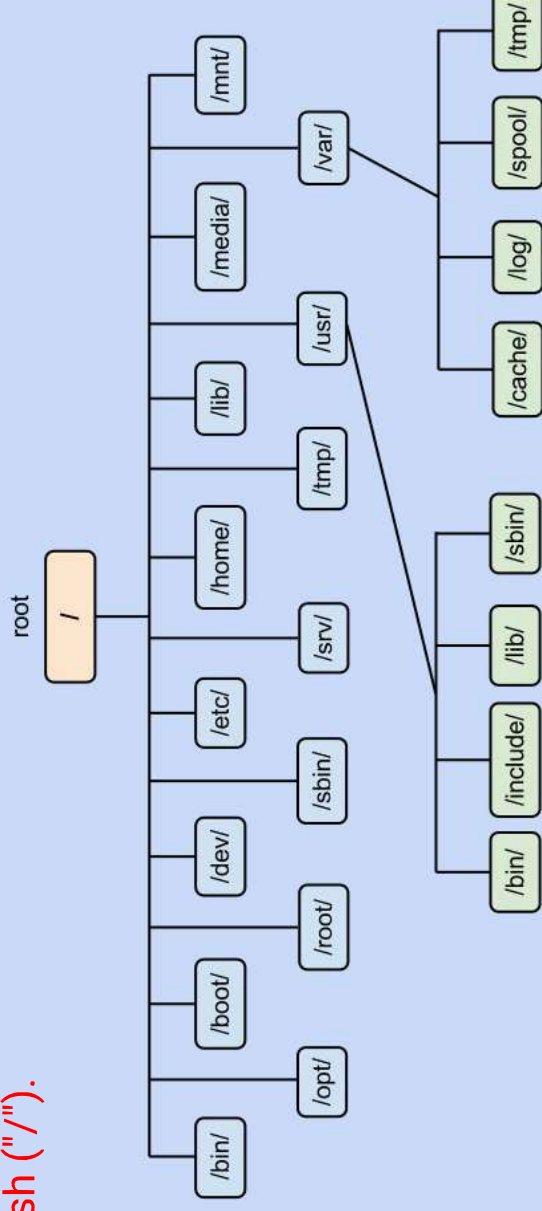 sh ("/").
root
/
/bin/ /boot/ /dev/ /etc/ /home/ /lib/ /media/ /mnt/
/opt/ /root/ /sbin/ /srv/ /tmp/ /usr/ /var/
/bin/ /include/ /lib/ /sbin/ /cache/ /log/ /spool/ /tmp/